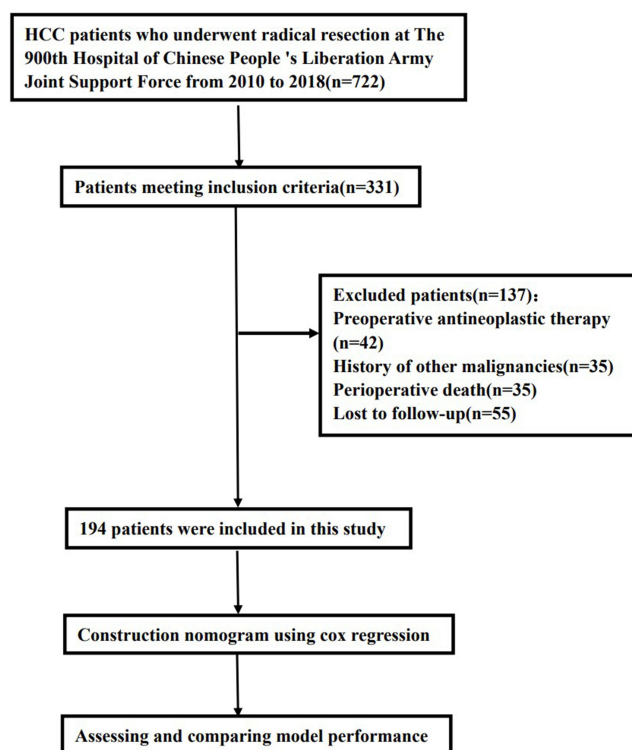 HCC patients who underwent radical resection at The
900th Hospital of Chinese People 's Liberation Army
Joint Support Force from 2010 to 2018(n=722)
Patients meeting inclusion criteria(n=331)
Excluded patients(n=137)：
Preoperative antineoplastic therapy
(n=42)
History of other malignancies(n=35)
Perioperative death(n=35)
Lost to follow-up(n=55)
194 patients were included in this study
Construction nomogram using cox regression
Assessing and comparing model performance